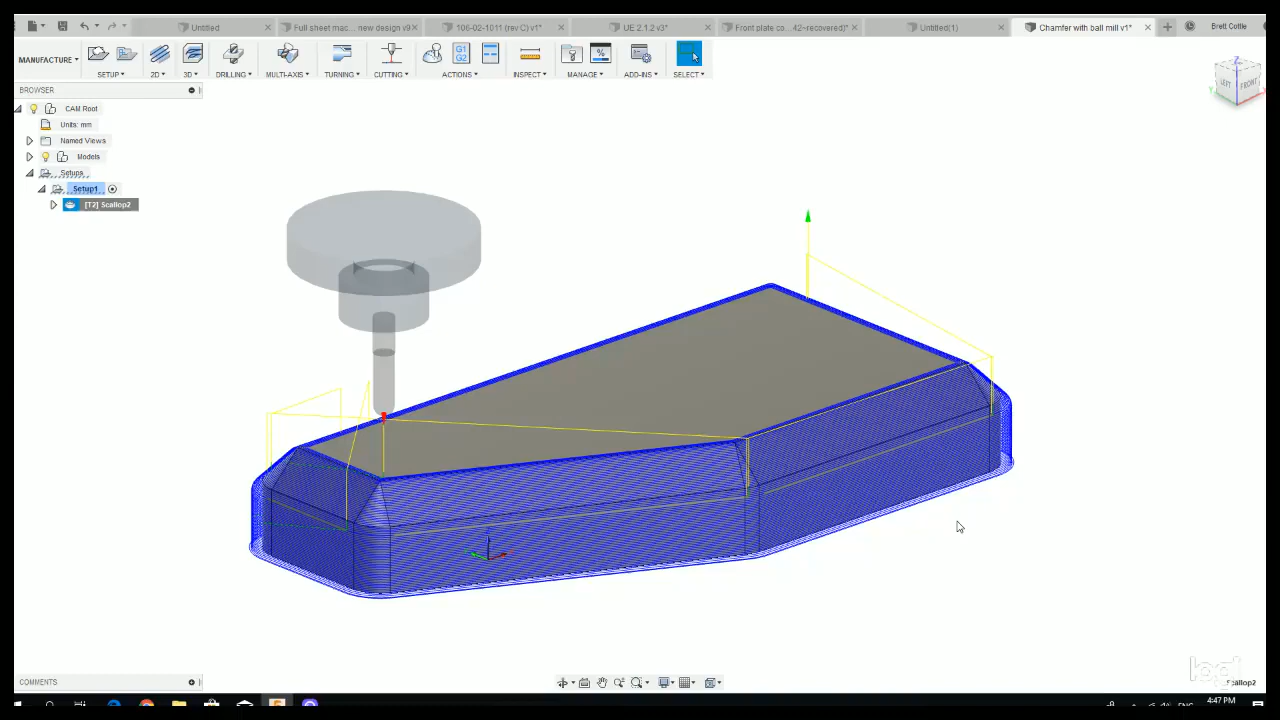 Untitled
Full sheet mac... new design v9*
106-02-1011 (rev C) v1*
UE 2.1.2 v3*
Front plate co... 42~recovered)*
Untitled(1)
Chamfer with ball mill v1*
Brett Cottle
MANUFACTURE
G1
G2
SETUP
2D
3D
DRILLING
MULTI-AXIS
TURNING
CUTTING
ACTIONS
INSPECT
MANAGE
ADD-INS
SELECT
BROWSER
CAM Root
Units: mm
Named Views
Models
Setups
Setup1
[T2] Scallop2
Z
LEFT
FRONT
Y
X
COMMENTS
Scallop2
ENG
4:47 PM